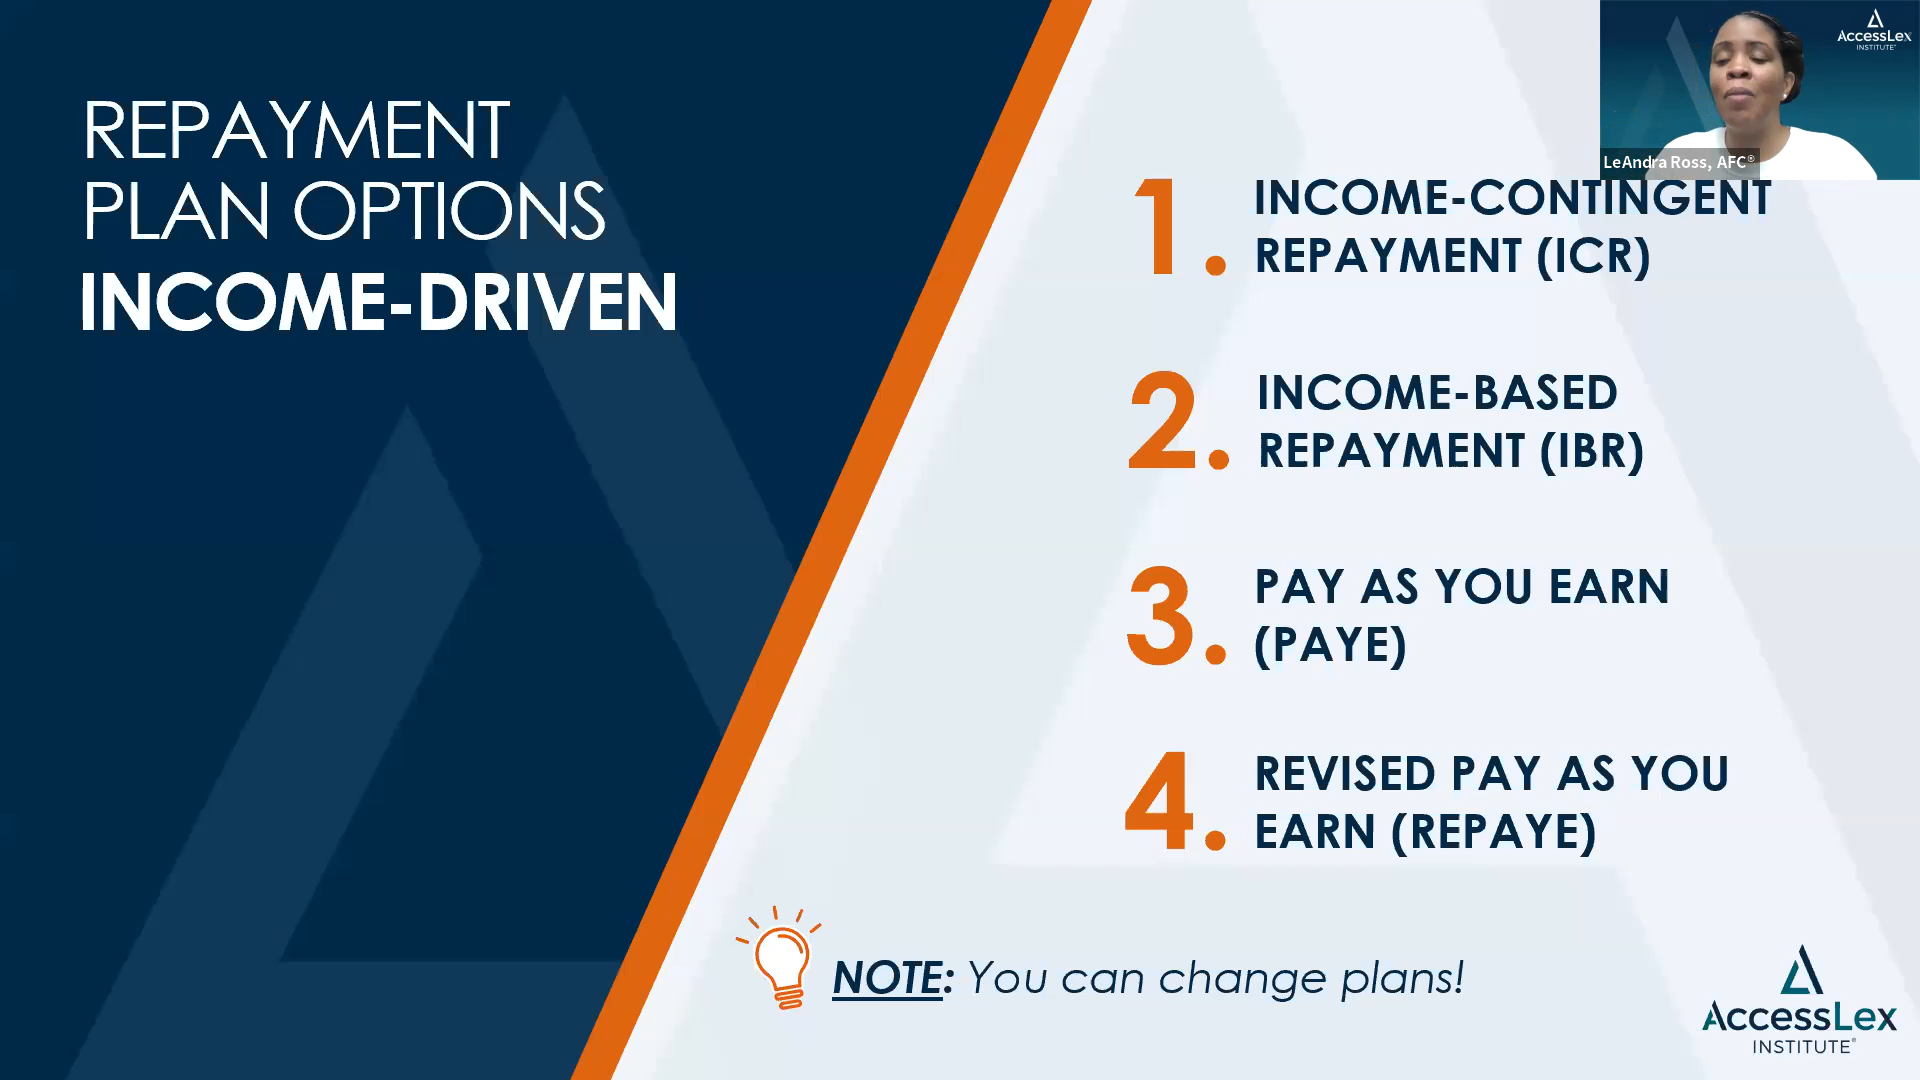 REPAYMENT
PLAN OPTIONS
INCOME-DRIVEN
AccessLex
INSTITUTE®
LeAndra Ross, AFC®
1. INCOME-CONTINGENT
REPAYMENT (ICR)
2. INCOME-BASED
REPAYMENT (IBR)
3. PAY AS YOU EARN
(PAYE)
4. REVISED PAY AS YOU
EARN (REPAYE)
NOTE: You can change plans!
AccessLex
INSTITUTE®